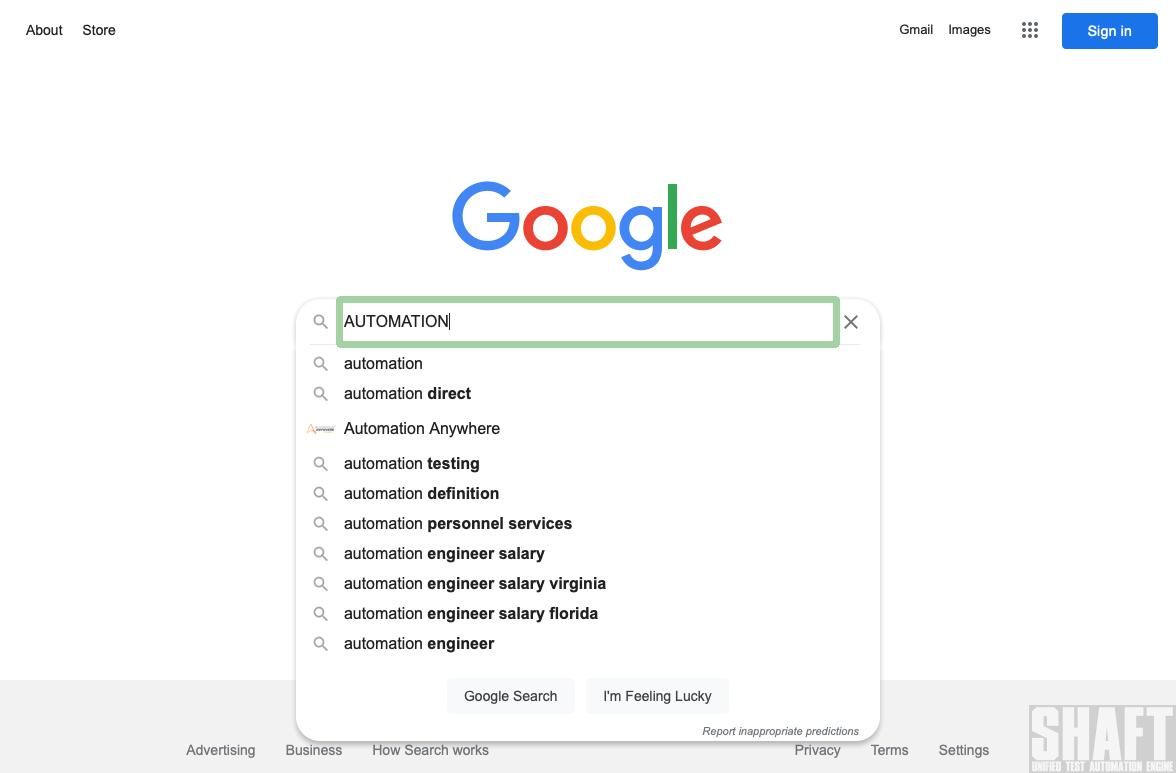 About Store Gmail Images Sign in
Google
AUTOMATION
automation
automation direct
Automation Anywhere
automation testing
automation definition
automation personnel services
automation engineer salary
automation engineer salary virginia
automation engineer salary florida
automation engineer
Google Search I'm Feeling Lucky
Report inappropriate predictions
Advertising Business How Search works Privacy Terms Settings
SHAFT
UNIFIED TEST AUTOMATION ENGINE